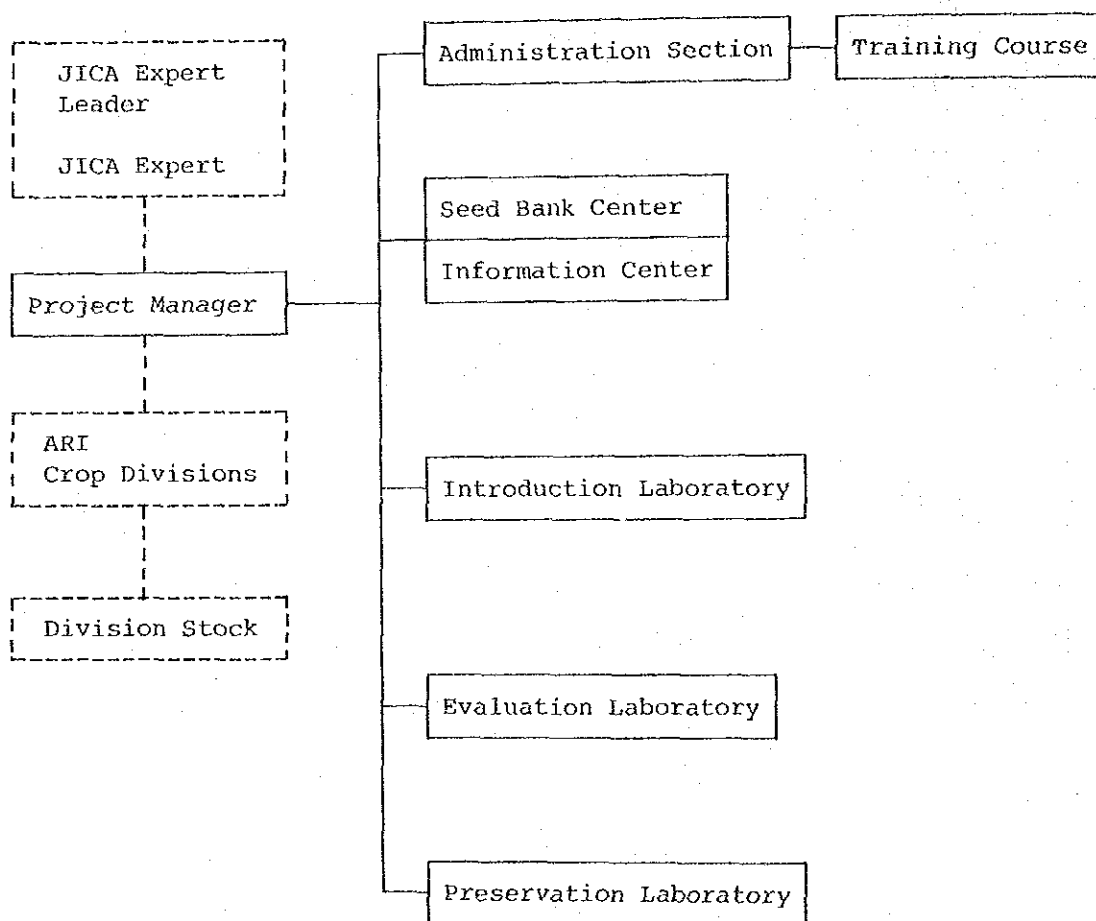 JICA Expert
Leader
JICA Expert
Project Manager
ARI
Crop Divisions
Division Stock
Administration Section
Training Course
Seed Bank Center
Information Center
Introduction Laboratory
Evaluation Laboratory
Preservation Laboratory